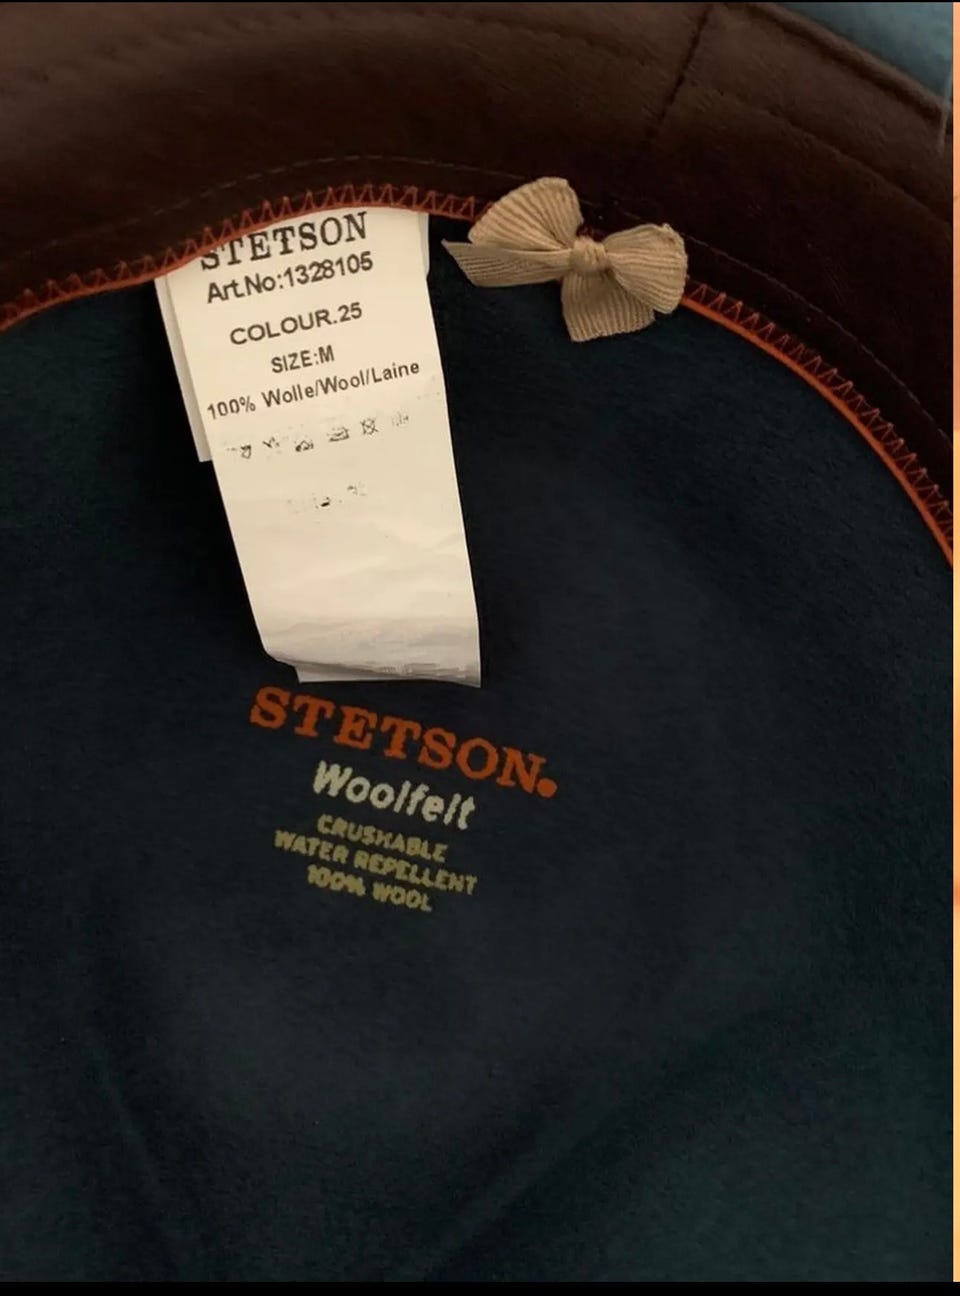 STETSON
Art.No:1328105
COLOUR.25
SIZE:M
100% Wolle/Wool/Laine
STETSON.
Woolfelt
CRUSHABLE
WATER REPELLENT
100% WOOL